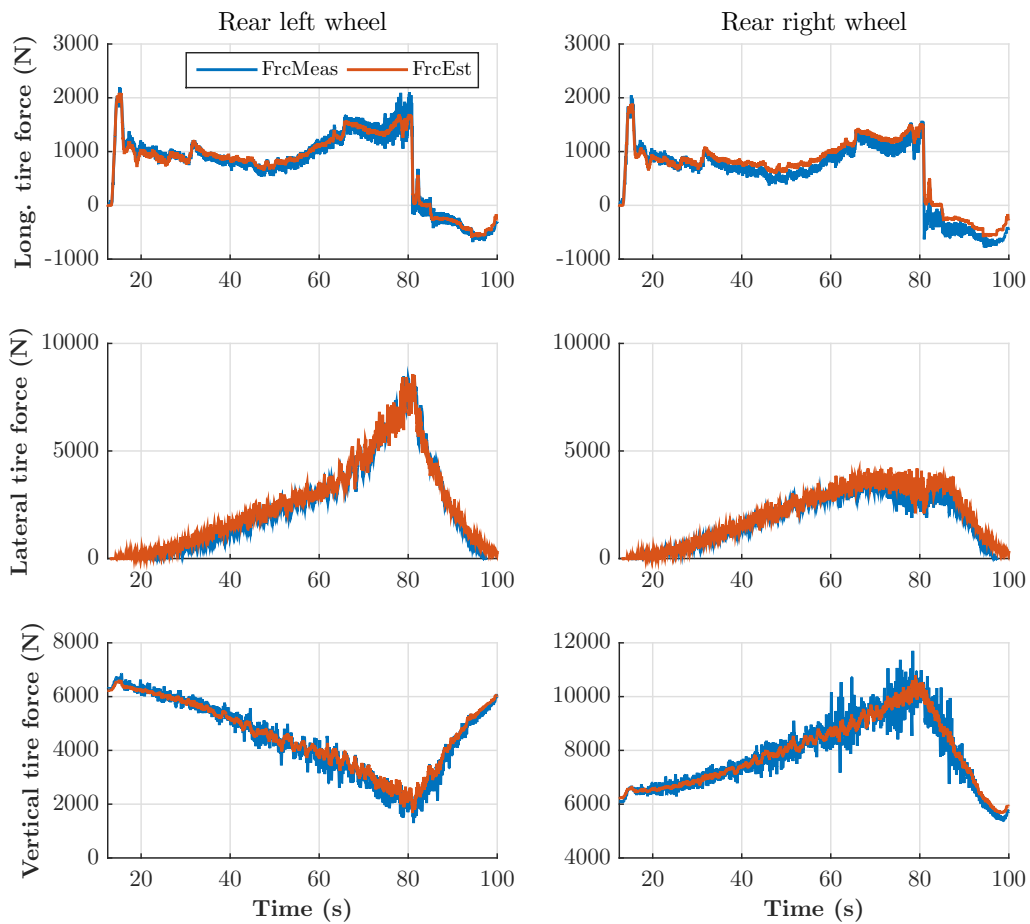 Rear left wheel
Rear right wheel
Long. tire force (N)
3000
2000
1000
0
-1000
FrcMeas FrcEst
20 40 60 80 100
3000
2000
1000
0
-1000
20 40 60 80 100
Lateral tire force (N)
10000
5000
0
20 40 60 80 100
10000
5000
0
20 40 60 80 100
Vertical tire force (N)
8000
6000
4000
2000
0
20 40 60 80 100
Time (s)
12000
10000
8000
6000
4000
20 40 60 80 100
Time (s)